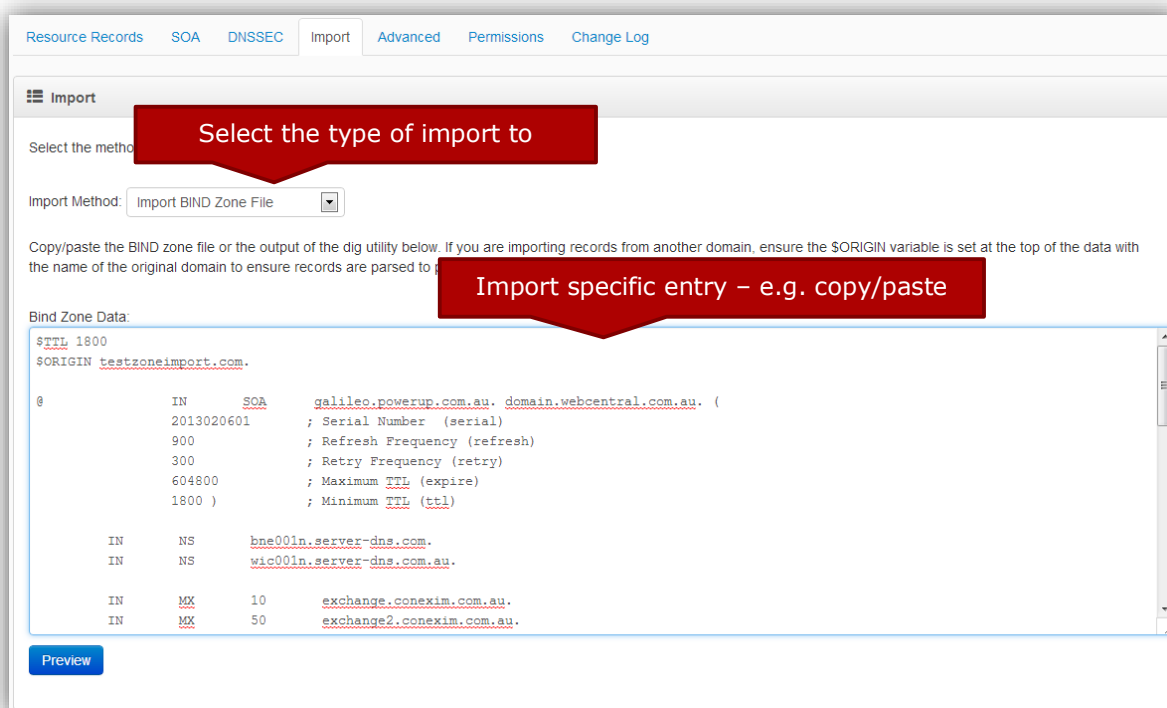 Resource Records SOA DNSSEC Import Advanced Permissions Change Log
Import
Select the type of import to
Select the metho
Import Method: Import BIND Zone File
Copy/paste the BIND zone file or the output of the dig utility below. If you are importing records from another domain, ensure the $ORIGIN variable is set at the top of the data with
the name of the original domain to ensure records are parsed to
Import specific entry – e.g. copy/paste
Bind Zone Data:
$TTL 1800
$ORIGIN testzoneimport.com.
@ IN SOA galileo.powerup.com.au. domain.webcentral.com.au. (
2013020601 ; Serial Number (serial)
900 ; Refresh Frequency (refresh)
300 ; Retry Frequency (retry)
604800 ; Maximum TTL (expire)
1800 ) ; Minimum TTL (ttl)
IN NS bne001n.server-dns.com.
IN NS wic001n.server-dns.com.au.
IN MX 10 exchange.conexim.com.au.
IN MX 50 exchange2.conexim.com.au.
Preview